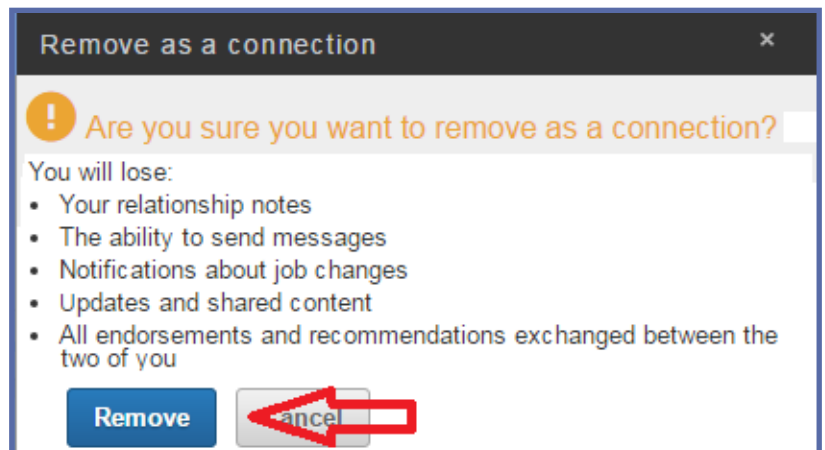 Remove as a connection ×
! Are you sure you want to remove as a connection?
You will lose:
• Your relationship notes
• The ability to send messages
• Notifications about job changes
• Updates and shared content
• All endorsements and recommendations exchanged between the
two of you
Remove Cancel